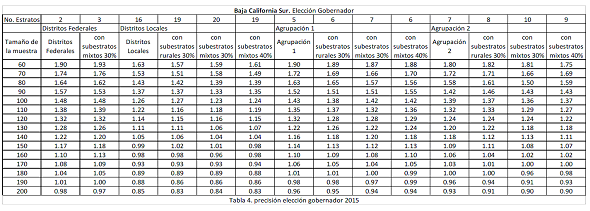 Baja California Sur. Elección Gobernador
No. Estratos 2 3 16 19 20 19 5 6 7 6 7 8 10 9
Distritos Federales Distritos Locales Agrupación 1 Agrupación 2
Tamaño de la muestra Distritos Federales con subestratos mixtos 30% Distritos Locales con subestratos rurales 30% con subestratos mixtos 30% con subestratos mixtos 40% Agrupación 1 con subestratos rurales 30% con subestratos mixtos 30% con subestratos mixtos 40% Agrupación 2 con subestratos rurales 30% con subestratos mixtos 30% con subestratos mixtos 40%
60 1.90 1.93 1.63 1.57 1.59 1.61 1.90 1.89 1.87 1.88 1.80 1.82 1.81 1.75
70 1.74 1.76 1.53 1.51 1.58 1.49 1.72 1.69 1.66 1.70 1.72 1.71 1.66 1.69
80 1.64 1.62 1.43 1.42 1.39 1.39 1.63 1.65 1.57 1.56 1.58 1.61 1.50 1.59
90 1.57 1.53 1.37 1.37 1.33 1.35 1.52 1.51 1.51 1.55 1.42 1.46 1.43 1.43
100 1.48 1.48 1.26 1.27 1.23 1.24 1.43 1.38 1.42 1.42 1.39 1.37 1.36 1.37
110 1.38 1.39 1.22 1.16 1.18 1.19 1.35 1.37 1.32 1.36 1.32 1.33 1.29 1.27
120 1.32 1.32 1.14 1.15 1.16 1.15 1.32 1.28 1.28 1.29 1.24 1.24 1.24 1.22
130 1.28 1.26 1.11 1.11 1.06 1.07 1.22 1.26 1.22 1.24 1.20 1.22 1.18 1.18
140 1.22 1.20 1.05 1.06 1.04 1.04 1.16 1.18 1.20 1.18 1.18 1.12 1.13 1.11
150 1.17 1.18 0.99 1.02 1.01 0.98 1.14 1.13 1.12 1.13 1.09 1.11 1.08 1.07
160 1.10 1.13 0.98 0.98 0.96 0.98 1.10 1.09 1.08 1.10 1.06 1.04 1.02 1.02
170 1.08 1.09 0.93 0.93 0.93 0.94 1.06 1.05 1.04 1.05 1.03 1.01 1.00 1.00
180 1.04 1.05 0.89 0.89 0.89 0.88 1.01 1.01 1.00 0.99 1.00 1.00 0.96 0.98
190 1.01 1.00 0.88 0.86 0.86 0.86 0.98 0.98 0.97 0.99 0.96 0.94 0.91 0.93
200 0.98 0.97 0.85 0.83 0.84 0.83 0.96 0.95 0.94 0.94 0.93 0.91 0.90 0.90
Tabla 4. precisión elección gobernador 2015